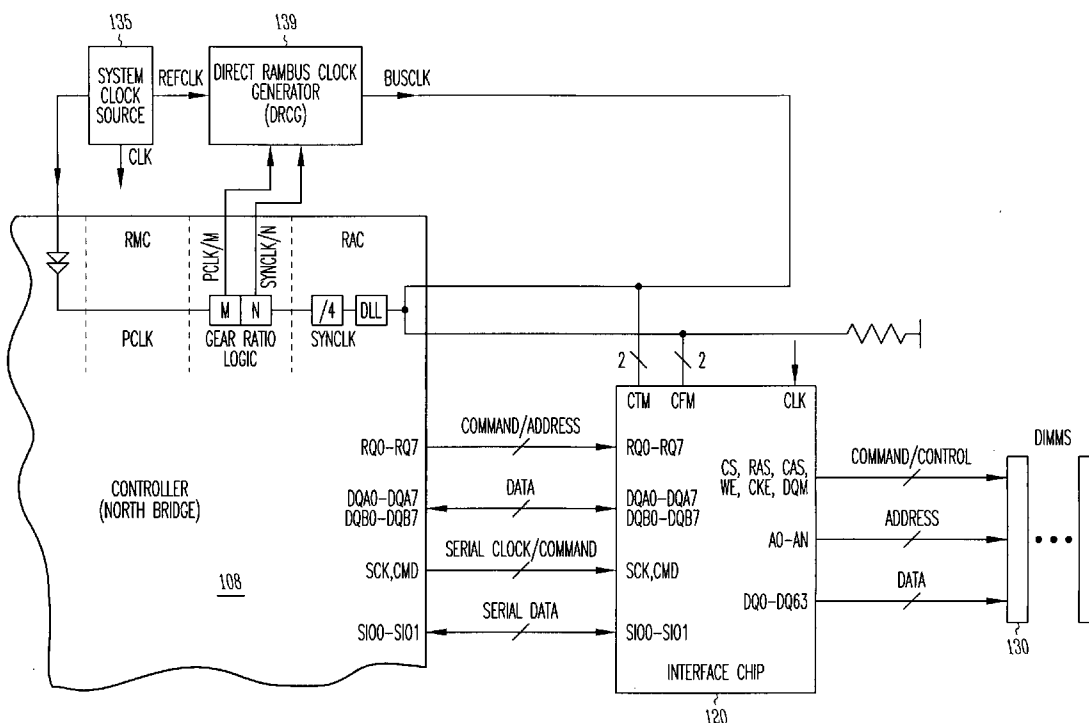 135
139
SYSTEM
CLOCK
SOURCE
REFCLK
DIRECT RAMBUS CLOCK
GENERATOR
(DRCG)
BUSCLK
CLK
RMC
PCLK/M
SYNCLK/N
RAC
M
N
/4
DLL
PCLK
GEAR RATIO
LOGIC
SYNCLK
2
2
CTM
CFM
CLK
COMMAND/ADDRESS
RQ0-RQ7
RQ0-RQ7
CS, RAS, CAS,
WE, CKE, DQM
COMMAND/CONTROL
DIMMS
CONTROLLER
(NORTH BRIDGE)
DATA
DQA0-DQA7
DQB0-DQB7
DQA0-DQA7
DQB0-DQB7
ADDRESS
A0-AN
SERIAL CLOCK/COMMAND
108
SCK,CMD
SCK,CMD
DATA
DQ0-DQ63
SERIAL DATA
SIO0-SIO1
SIO0-SIO1
130
INTERFACE CHIP
120